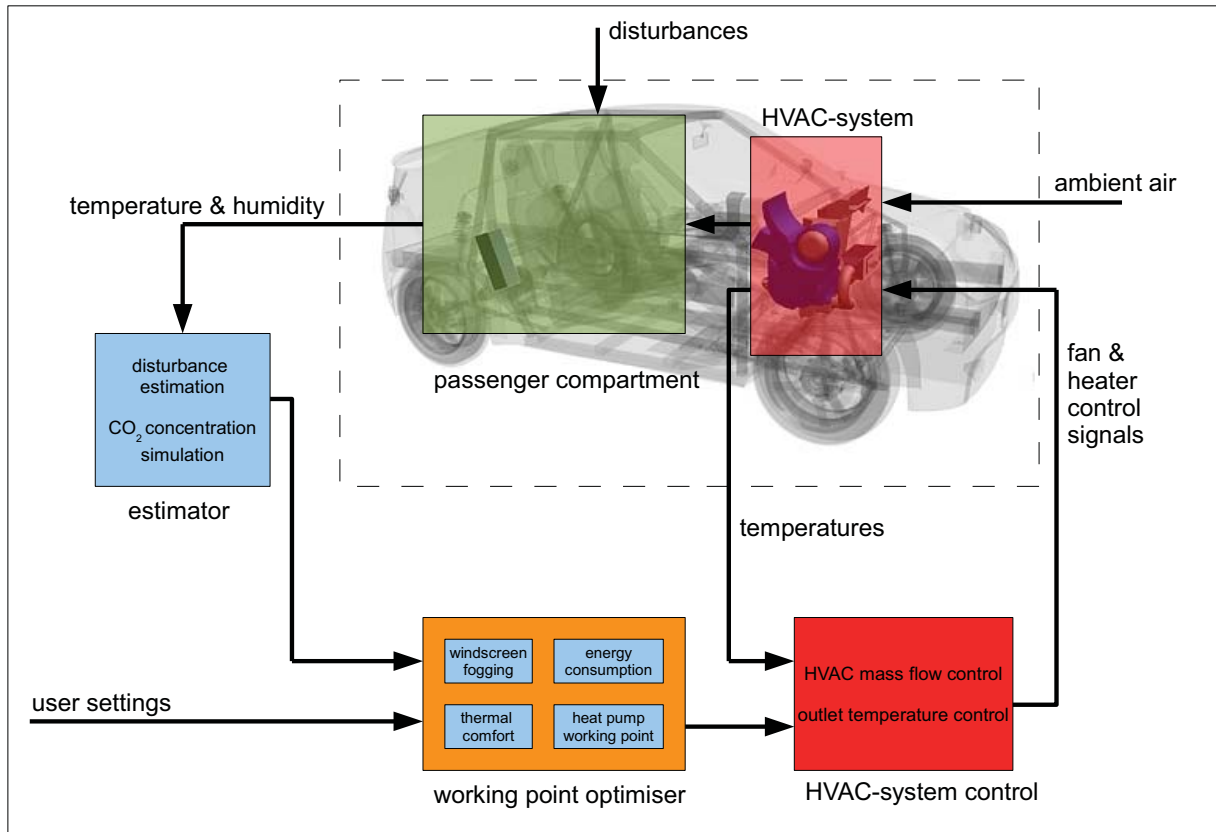 disturbances
HVAC-system
ambient air
temperature & humidity
passenger compartment
fan &
heater
control
signals
disturbance
estimation
CO₂ concentration
simulation
estimator
temperatures
windscreen
fogging
energy
consumption
thermal
comfort
heat pump
working point
user settings
working point optimiser
HVAC mass flow control
outlet temperature control
HVAC-system control